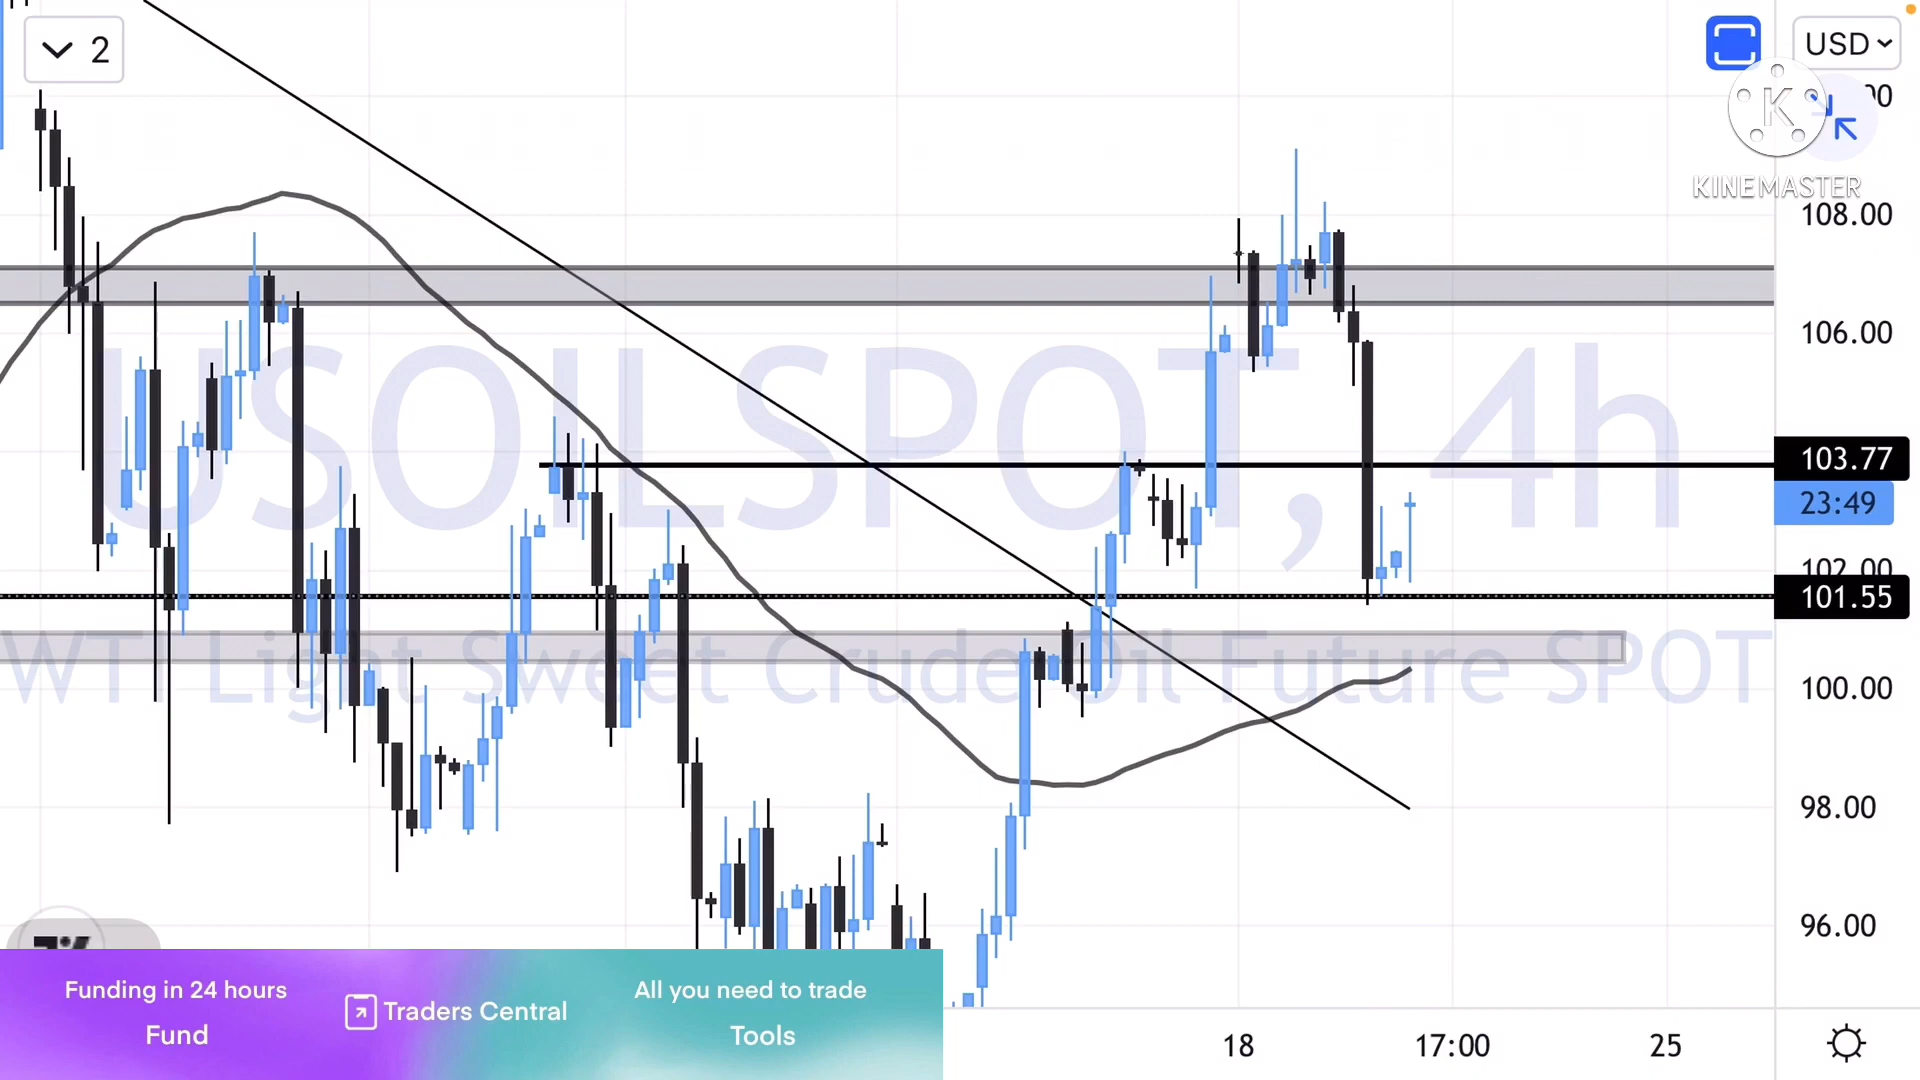 2
USD
KINEMASTER
108.00
106.00
USOILSPOT, 4h
103.77
23:49
102.00
101.55
WTI Light Sweet Crude Oil Future SPOT
100.00
98.00
96.00
Funding in 24 hours
Fund
Traders Central
All you need to trade
Tools
18
17:00
25